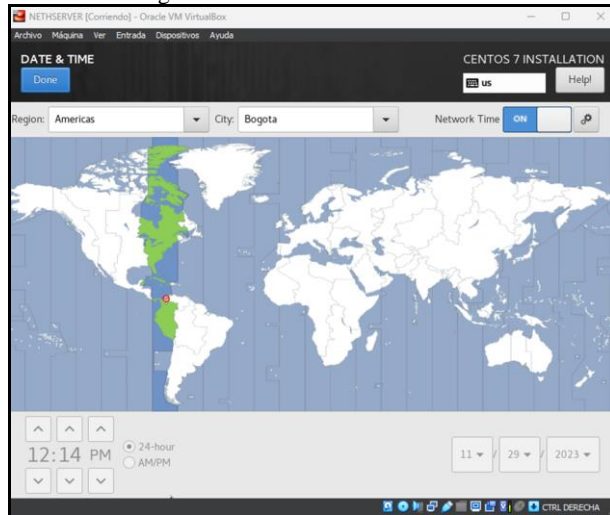 NETHSERVER [Corriendo] - Oracle VM VirtualBox
Archivo Máquina Ver Entrada Dispositivos Ayuda
DATE & TIME
CENTOS 7 INSTALLATION
Done
us
Help!
Region: Americas
City: Bogota
Network Time ON
12:14 PM
24-hour
AM/PM
11 / 29 / 2023
CTRL DERECHA